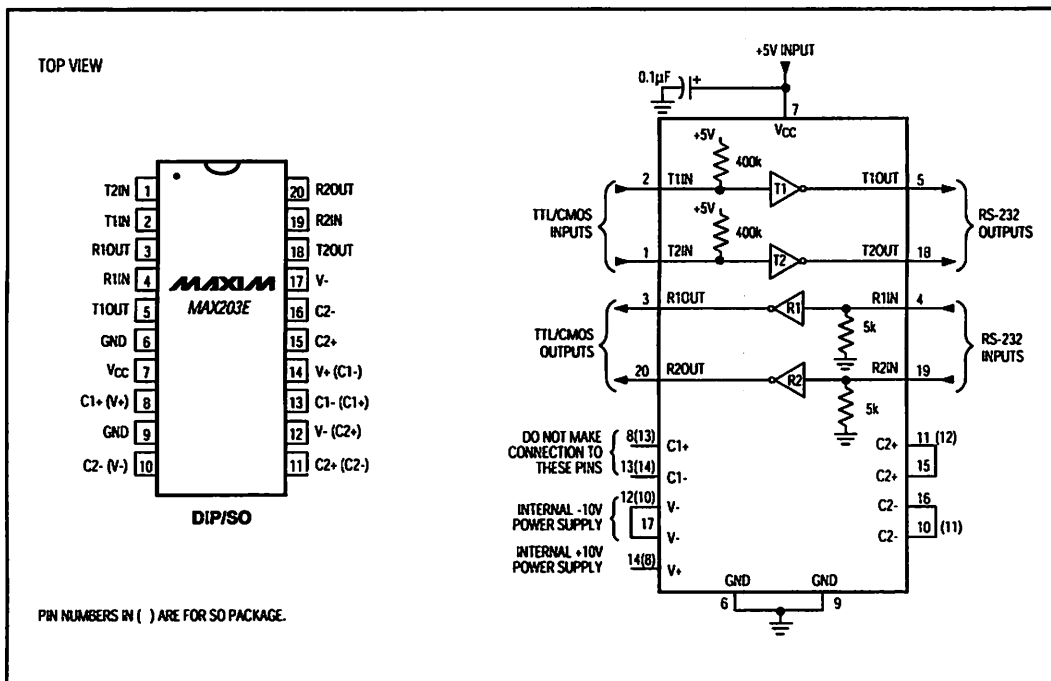 TOP VIEW
T2IN 1
T1IN 2
R1OUT 3
R1IN 4
T1OUT 5
GND 6
VCC 7
C1+ (V+) 8
GND 9
C2- (V-) 10
20 R2OUT
19 R2IN
18 T2OUT
17 V-
16 C2-
15 C2+
14 V+ (C1-)
13 C1- (C1+)
12 V- (C2+)
11 C2+ (C2-)
MAXIM
MAX203E
DIP/SO
PIN NUMBERS IN ( ) ARE FOR SO PACKAGE.
+5V INPUT
0.1µF +
7
VCC
+5V
400k
2 T1IN T1 T1OUT 5
+5V
400k
1 T2IN T2 T2OUT 18
TTL/CMOS
INPUTS
RS-232
OUTPUTS
3 R1OUT R1 R1IN 4
5k
20 R2OUT R2 R2IN 19
5k
TTL/CMOS
OUTPUTS
RS-232
INPUTS
DO NOT MAKE
CONNECTION TO
THESE PINS
8(13) C1+
13(14) C1-
INTERNAL -10V
POWER SUPPLY
12(10) V-
17 V-
INTERNAL +10V
POWER SUPPLY
14(8) V+
C2+ 11 (12)
C2+ 15
C2- 16
C2- 10 (11)
GND GND
6 9